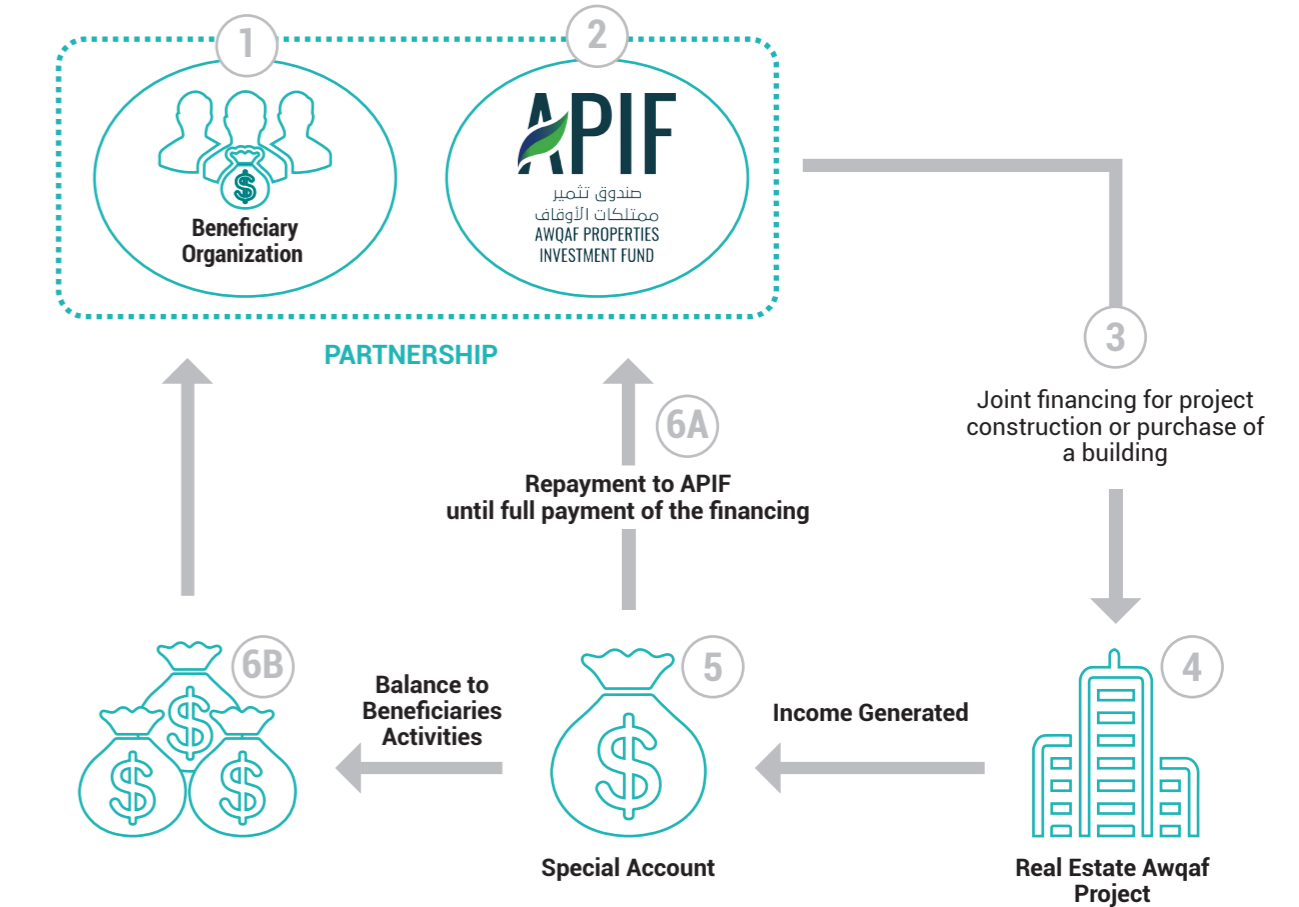 1
2
Beneficiary
Organization
APIF
صندوق تثمير
ممتلكات الأوقاف
AWQAF PROPERTIES
INVESTMENT FUND
PARTNERSHIP
3
Joint financing for project
construction or purchase of
a building
6A
Repayment to APIF
until full payment of the financing
6B
Balance to
Beneficiaries
Activities
5
Income Generated
4
$
$
$
$
$
Special Account
Real Estate Awqaf
Project